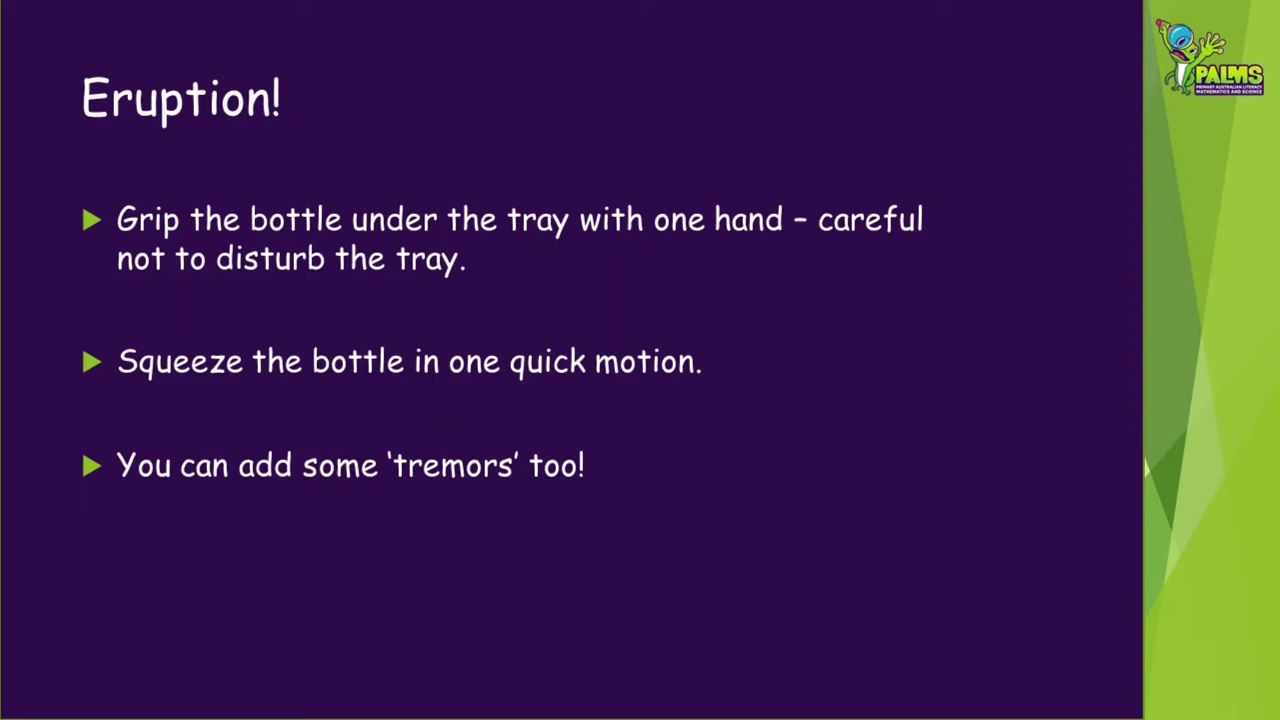 Eruption!
Grip the bottle under the tray with one hand – careful
not to disturb the tray.
Squeeze the bottle in one quick motion.
You can add some ‘tremors’ too!
PALMS
PRIMARY AUSTRALIAN LITERACY
MATHEMATICS AND SCIENCE